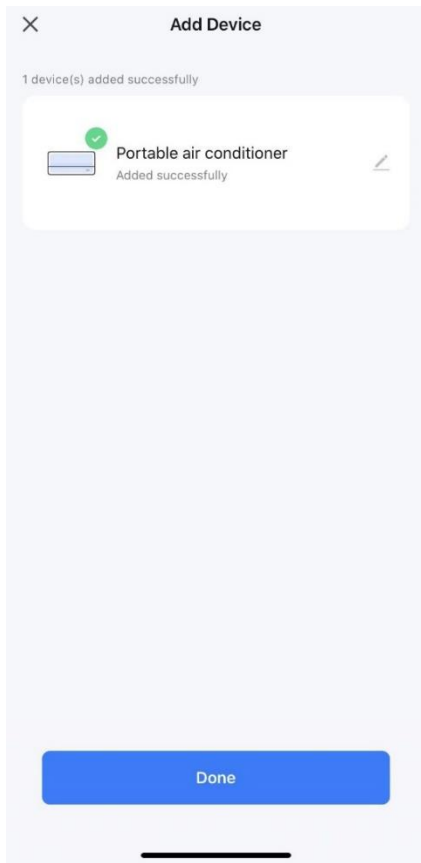 Add Device
1 device(s) added successfully
Portable air conditioner
Added successfully
Done